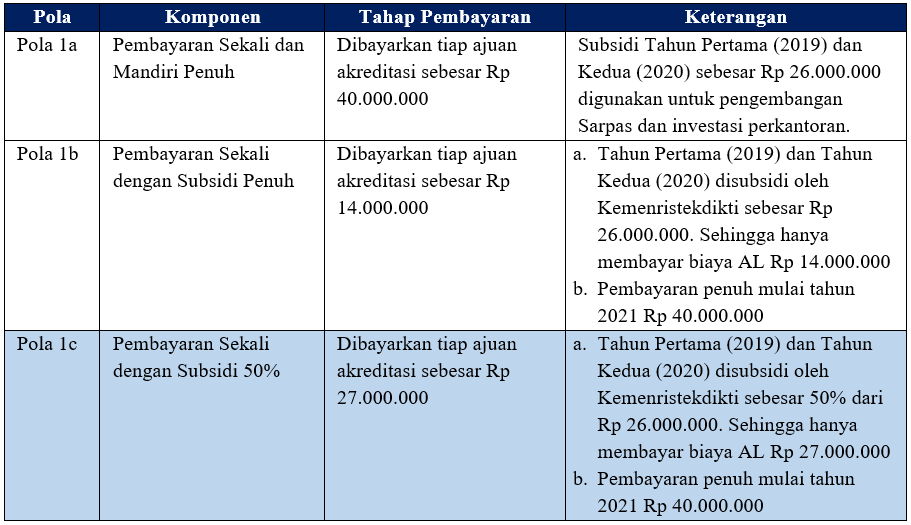 Pola Komponen Tahap Pembayaran Keterangan
Pola 1a
Pembayaran Sekali dan
Mandiri Penuh
Dibayarkan tiap ajuan
akreditasi sebesar Rp
40.000.000
Subsidi Tahun Pertama (2019) dan
Kedua (2020) sebesar Rp 26.000.000
digunakan untuk pengembangan
Sarpas dan investasi perkantoran.
Pola 1b
Pembayaran Sekali
dengan Subsidi Penuh
Dibayarkan tiap ajuan
akreditasi sebesar Rp
14.000.000
a. Tahun Pertama (2019) dan Tahun
Kedua (2020) disubsidi oleh
Kemenristekdikti sebesar Rp
26.000.000. Sehingga hanya
membayar biaya AL Rp 14.000.000
b. Pembayaran penuh mulai tahun
2021 Rp 40.000.000
Pola 1c
Pembayaran Sekali
dengan Subsidi 50%
Dibayarkan tiap ajuan
akreditasi sebesar Rp
27.000.000
a. Tahun Pertama (2019) dan Tahun
Kedua (2020) disubsidi oleh
Kemenristekdikti sebesar 50% dari
Rp 26.000.000. Sehingga hanya
membayar biaya AL Rp 27.000.000
b. Pembayaran penuh mulai tahun
2021 Rp 40.000.000